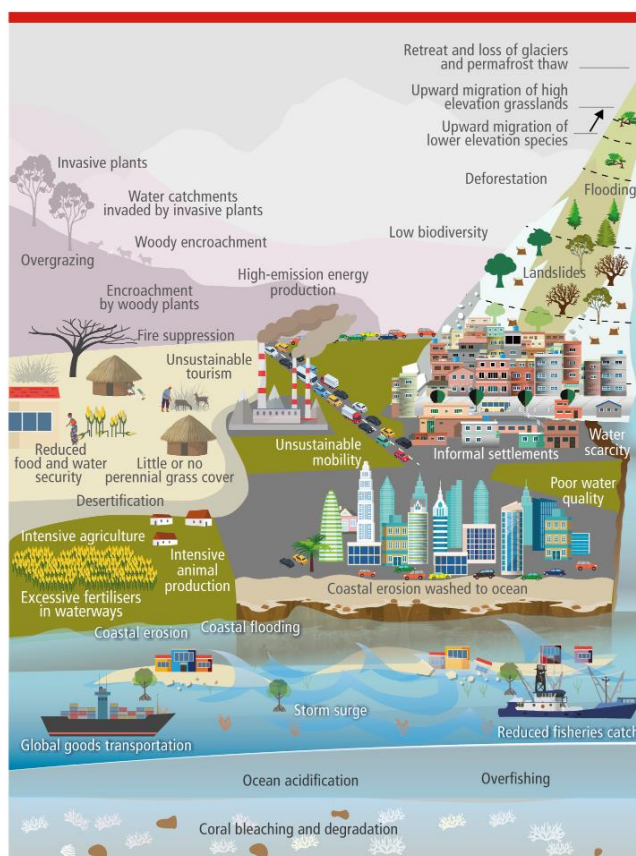 Retreat and loss of glaciers
and permafrost thaw
Upward migration of high
elevation grasslands
Upward migration of
lower elevation species
Invasive plants
Deforestation
Flooding
Water catchments
invaded by invasive plants
Low biodiversity
Woody encroachment
Overgrazing
High-emission energy
production
Landslides
Encroachment
by woody plants
Fire suppression
Unsustainable
tourism
Reduced
food and water
security
Little or no
perennial grass cover
Unsustainable
mobility
Informal settlements
Water
scarcity
Poor water
quality
Desertification
Intensive agriculture
Intensive
animal
production
Excessive fertilisers
in waterways
Coastal erosion washed to ocean
Coastal erosion
Coastal flooding
Storm surge
Global goods transportation
Reduced fisheries catch
Ocean acidification
Overfishing
Coral bleaching and degradation